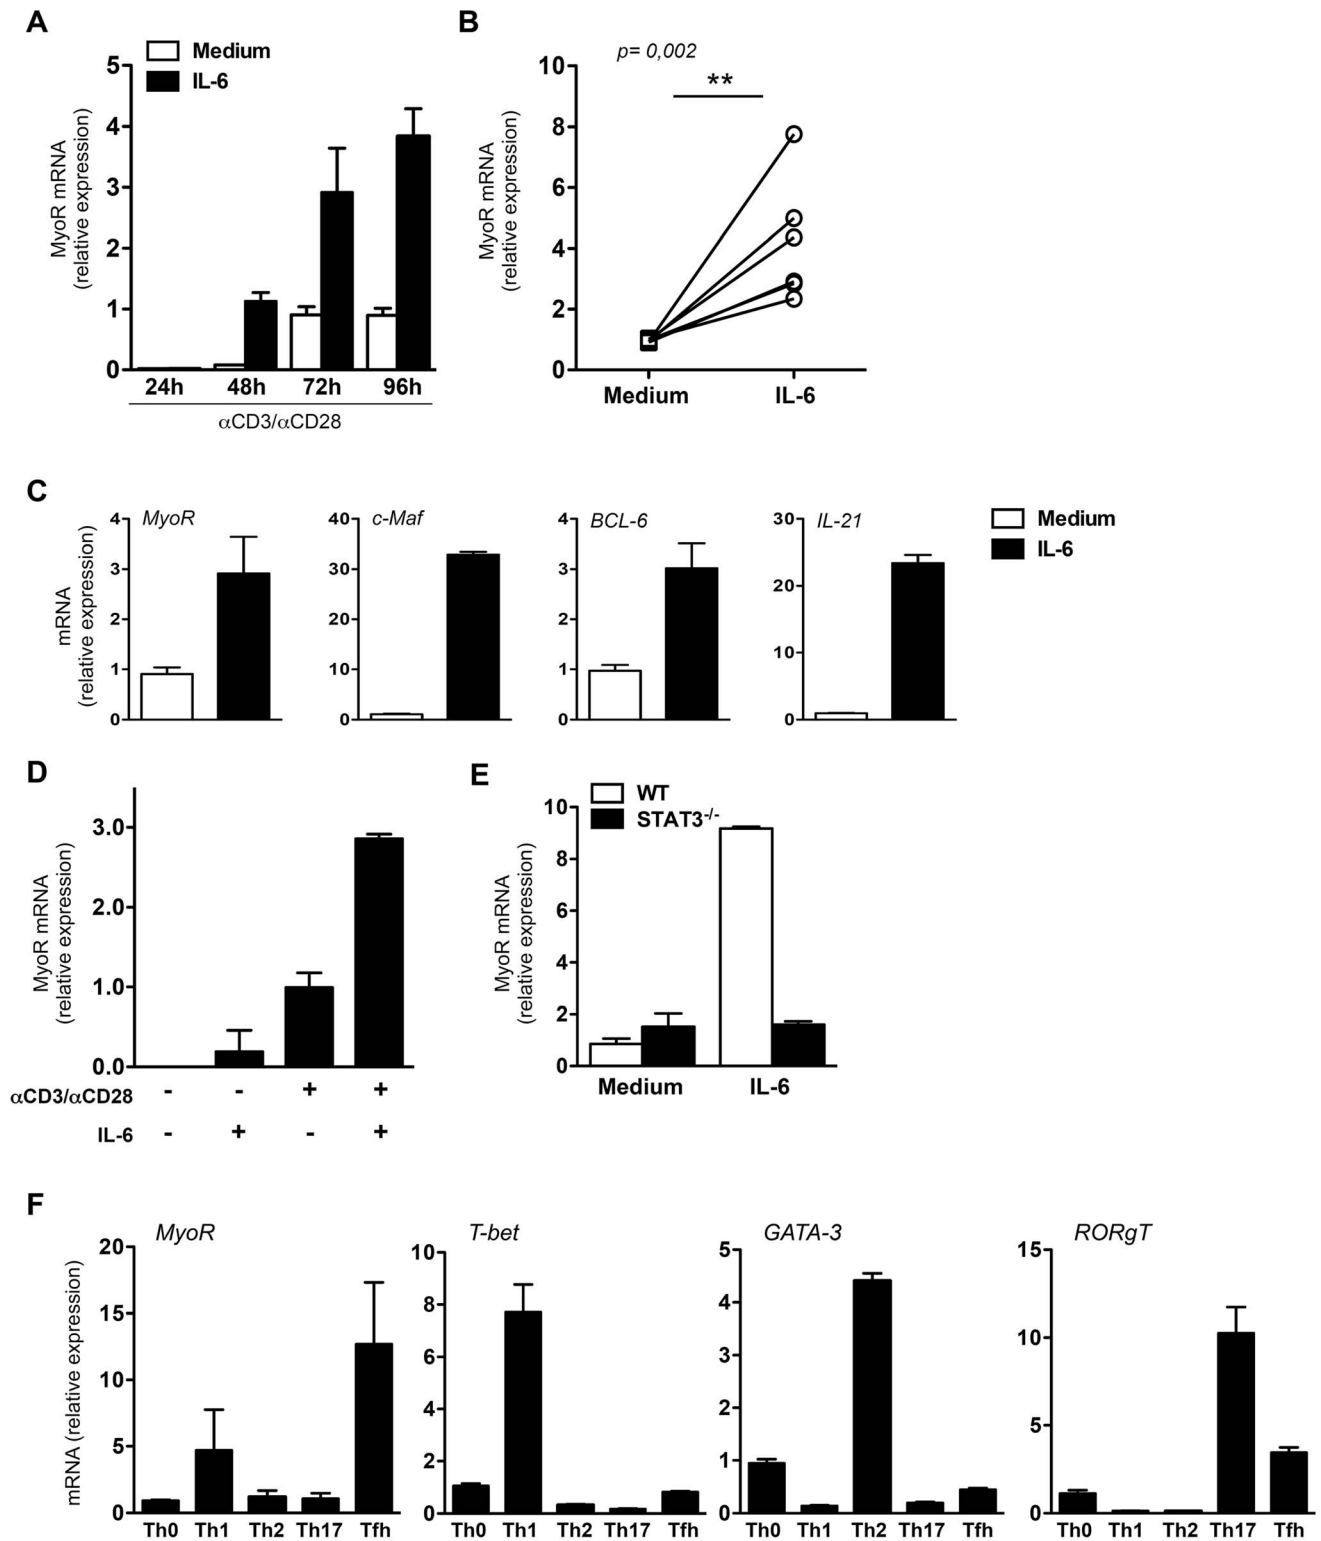 A
Medium
IL-6
MyoR mRNA
(relative expression)
5
4
3
2
1
0
24h 48h 72h 96h
αCD3/αCD28
B
p= 0,002
**
MyoR mRNA
(relative expression)
10
8
6
4
2
0
Medium IL-6
C
mRNA
(relative expression)
MyoR
4
3
2
1
0
c-Maf
40
30
20
10
0
BCL-6
4
3
2
1
0
IL-21
30
20
10
0
Medium
IL-6
D
MyoR mRNA
(relative expression)
3.0
2.0
1.0
0.0
αCD3/αCD28 - - + +
IL-6 - + - +
E
WT
STAT3-/-
MyoR mRNA
(relative expression)
10
8
6
4
2
0
Medium IL-6
F
mRNA (relative expression)
MyoR
20
15
10
5
0
Th0 Th1 Th2 Th17 Tfh
T-bet
10
8
6
4
2
0
Th0 Th1 Th2 Th17 Tfh
GATA-3
5
4
3
2
1
0
Th0 Th1 Th2 Th17 Tfh
RORgT
15
10
5
0
Th0 Th1 Th2 Th17 Tfh